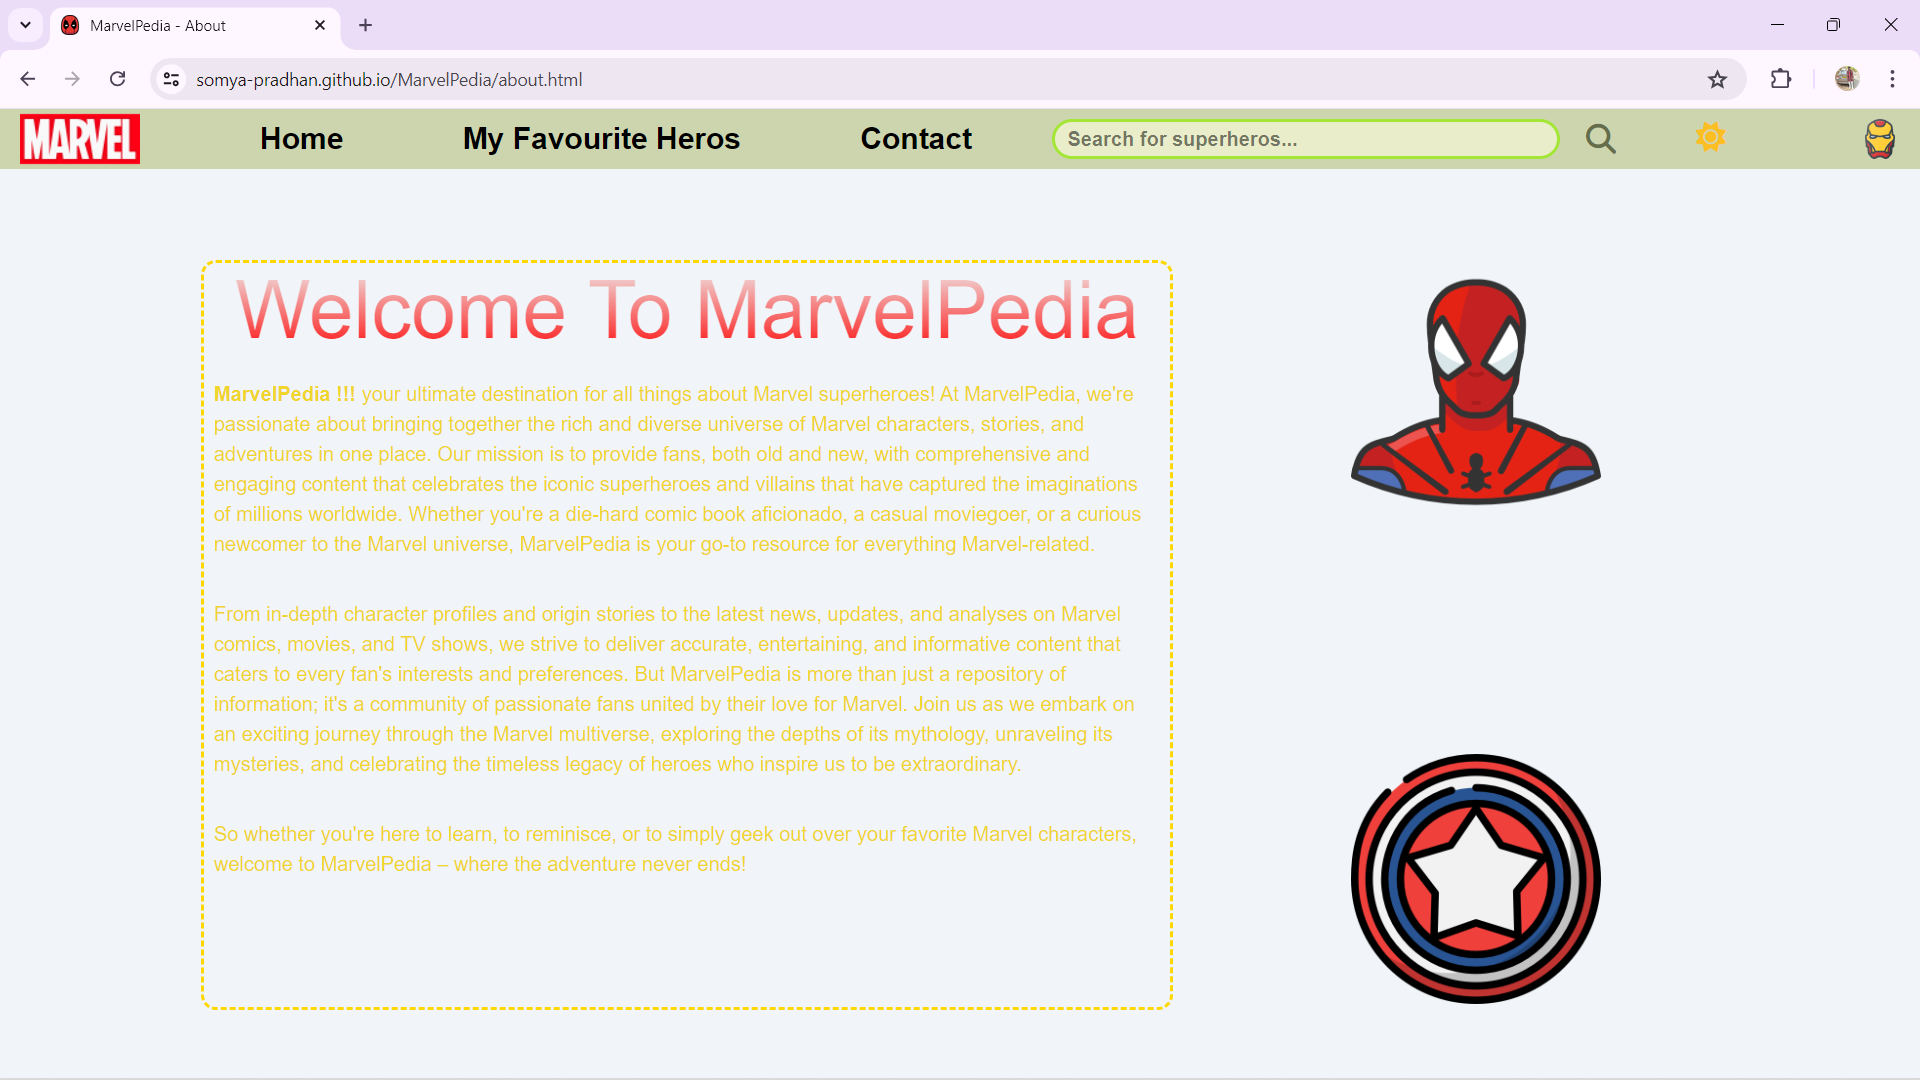 MarvelPedia - About
somya-pradhan.github.io/MarvelPedia/about.html
MARVEL
Home
My Favourite Heros
Contact
Search for superheros...
Welcome To MarvelPedia
MarvelPedia !!! your ultimate destination for all things about Marvel superheroes! At MarvelPedia, we're
passionate about bringing together the rich and diverse universe of Marvel characters, stories, and
adventures in one place. Our mission is to provide fans, both old and new, with comprehensive and
engaging content that celebrates the iconic superheroes and villains that have captured the imaginations
of millions worldwide. Whether you're a die-hard comic book aficionado, a casual moviegoer, or a curious
newcomer to the Marvel universe, MarvelPedia is your go-to resource for everything Marvel-related.
From in-depth character profiles and origin stories to the latest news, updates, and analyses on Marvel
comics, movies, and TV shows, we strive to deliver accurate, entertaining, and informative content that
caters to every fan's interests and preferences. But MarvelPedia is more than just a repository of
information; it's a community of passionate fans united by their love for Marvel. Join us as we embark on
an exciting journey through the Marvel multiverse, exploring the depths of its mythology, unraveling its
mysteries, and celebrating the timeless legacy of heroes who inspire us to be extraordinary.
So whether you're here to learn, to reminisce, or to simply geek out over your favorite Marvel characters,
welcome to MarvelPedia – where the adventure never ends!